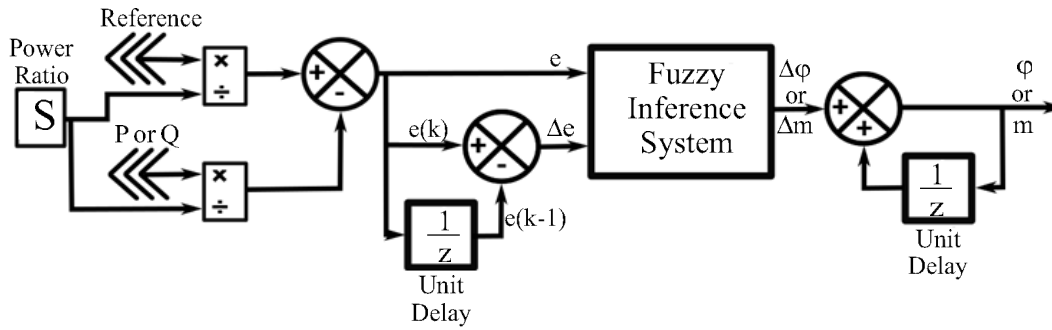 Reference
Power
Ratio
S
×
÷
P or Q
×
÷
+
-
e
e(k)
+
-
Δe
e(k-1)
1
z
Unit
Delay
Fuzzy
Inference
System
Δφ
or
Δm
+
+
φ
or
m
1
z
Unit
Delay